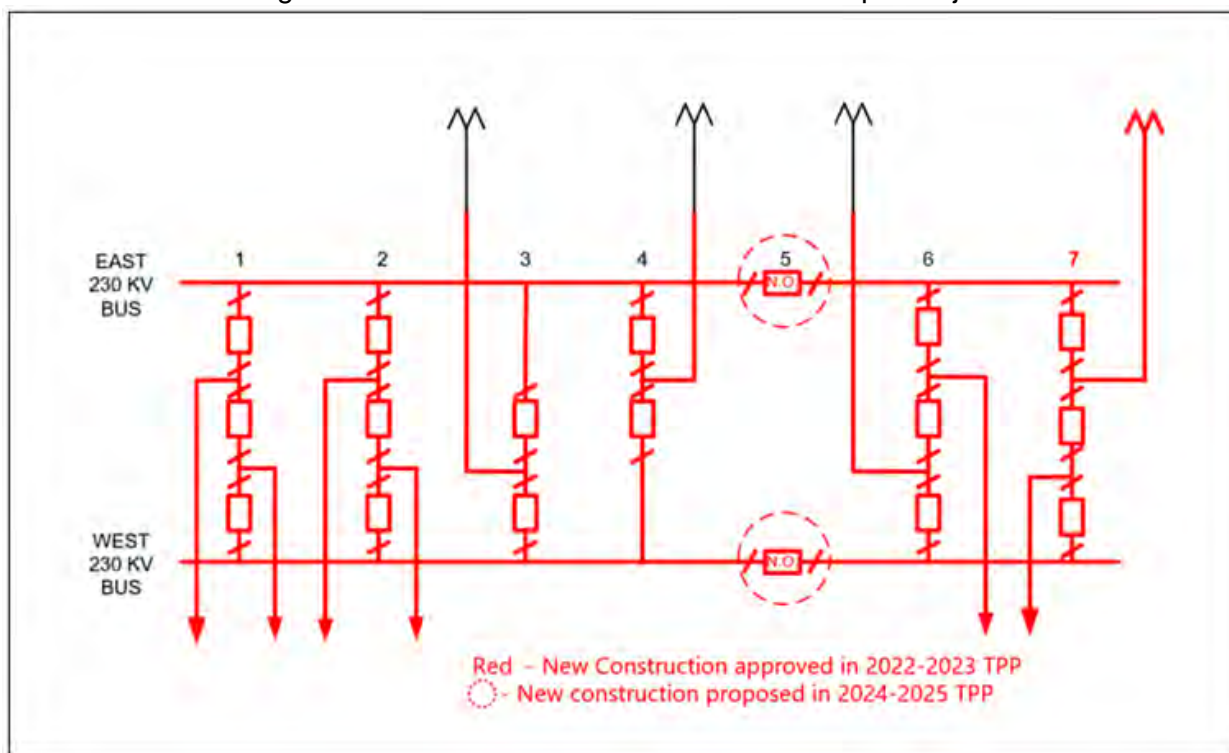 EAST
230 KV
BUS
1
2
3
4
5
6
7
N.O
WEST
230 KV
BUS
N.O
Red - New Construction approved in 2022-2023 TPP
- New construction proposed in 2024-2025 TPP